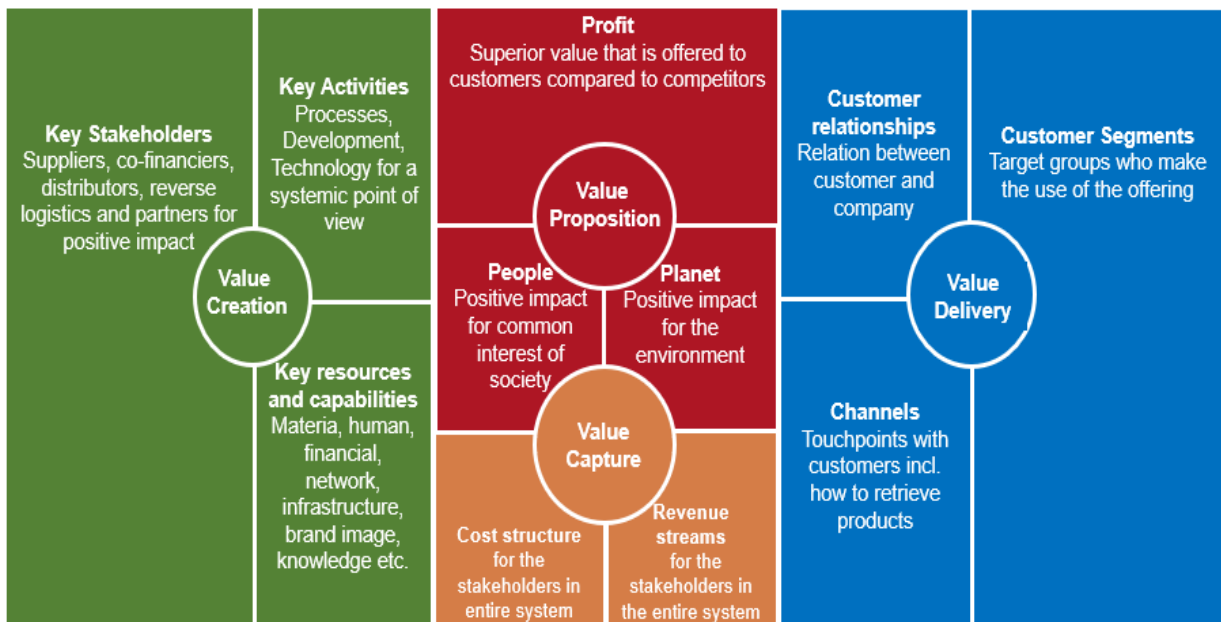 Key Stakeholders
Suppliers, co-financiers,
distributors, reverse
logistics and partners for
positive impact
Key Activities
Processes,
Development,
Technology for a
systemic point of
view
Value
Creation
Key resources
and capabilities
Materia, human,
financial,
network,
infrastructure,
brand image,
knowledge etc.
Profit
Superior value that is offered to
customers compared to competitors
Value
Proposition
People
Positive impact
for common
interest of
society
Planet
Positive impact
for the
environment
Value
Capture
Cost structure
for the
stakeholders in
entire system
Revenue
streams
for the
stakeholders in
the entire system
Customer
relationships
Relation between
customer and
company
Customer Segments
Target groups who make
the use of the offering
Value
Delivery
Channels
Touchpoints with
customers incl.
how to retrieve
products